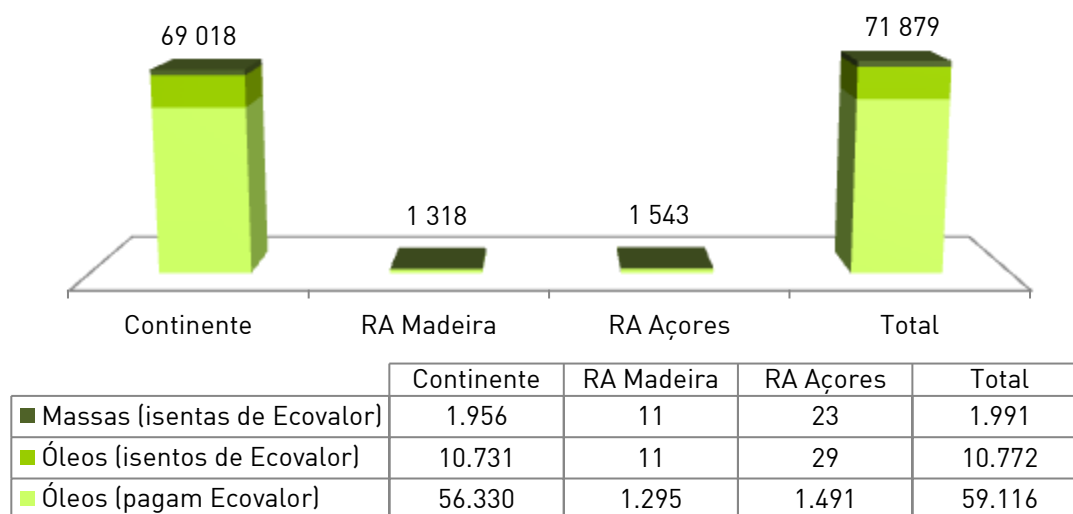 69 018
71 879
1 318
1 543
Continente RA Madeira RA Açores Total
Continente RA Madeira RA Açores Total
Massas (isentas de Ecovalor) 1.956 11 23 1.991
Óleos (isentos de Ecovalor) 10.731 11 29 10.772
Óleos (pagam Ecovalor) 56.330 1.295 1.491 59.116